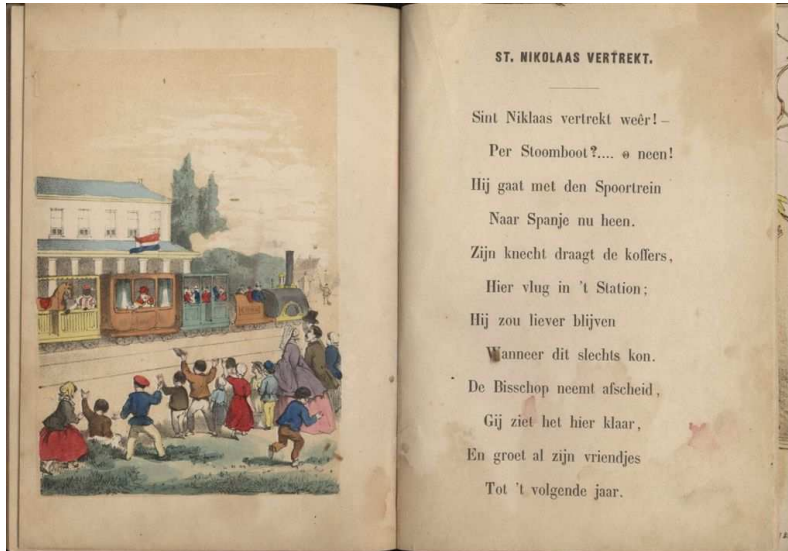 ST. NIKOLAAS VERTREKT.
Sint Niklaas vertrekt weêr! –
Per Stoomboot?.... o neen!
Hij gaat met den Spoortrein
Naar Spanje nu heen.
Zijn knecht draagt de koffers,
Hier vlug in 't Station;
Hij zou liever blijven
Wanneer dit slechts kon.
De Bisschop neemt afscheid,
Gij ziet het hier klaar,
En groet al zijn vriendjes
Tot 't volgende jaar.